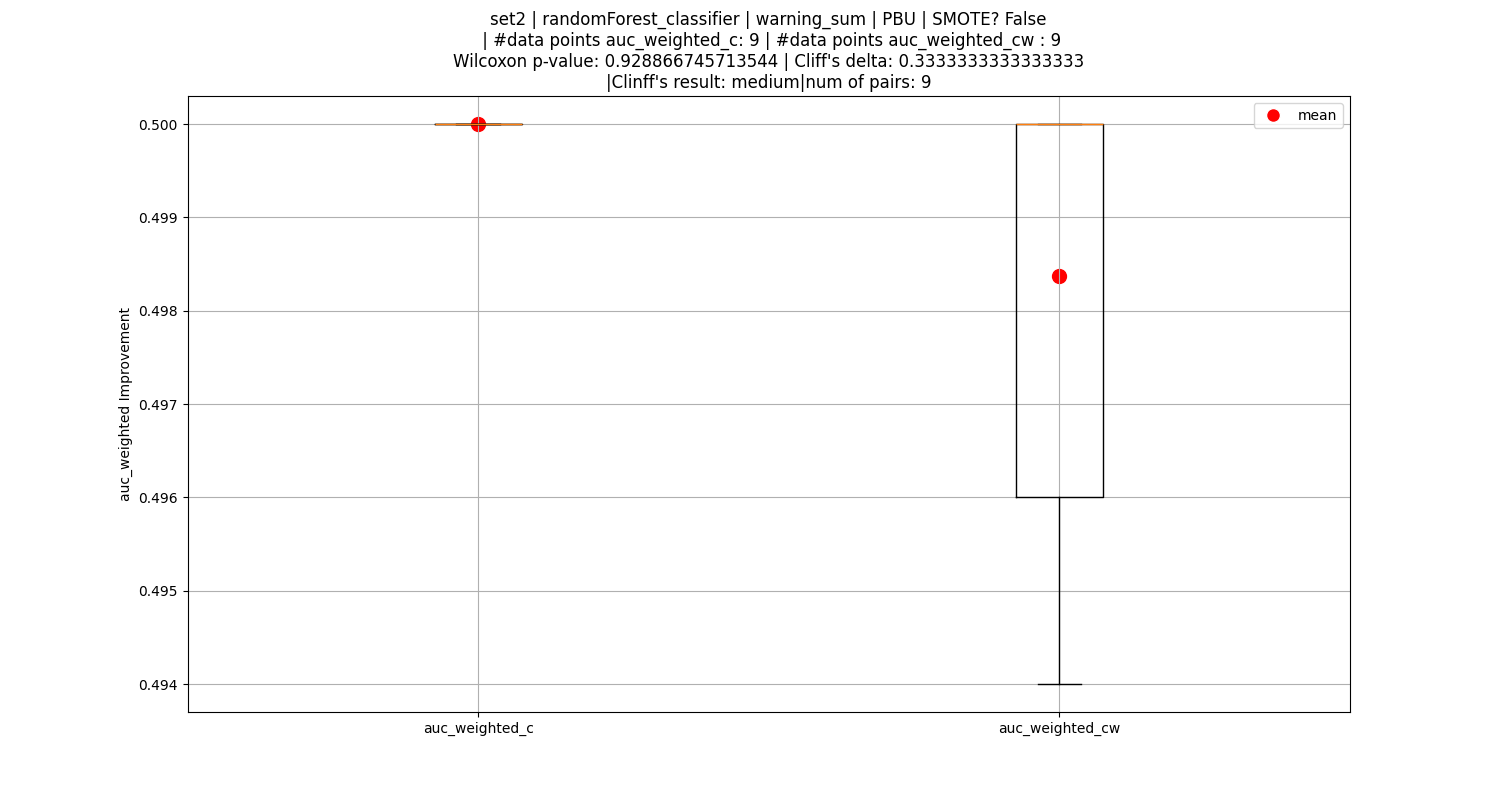 set2 | randomForest_classifier | warning_sum | PBU | SMOTE? False
| #data points auc_weighted_c: 9 | #data points auc_weighted_cw : 9
Wilcoxon p-value: 0.928866745713544 | Cliff's delta: 0.3333333333333333
|Clinff's result: medium|num of pairs: 9
mean
0.500
0.499
0.498
0.497
0.496
0.495
0.494
auc_weighted Improvement
auc_weighted_c
auc_weighted_cw